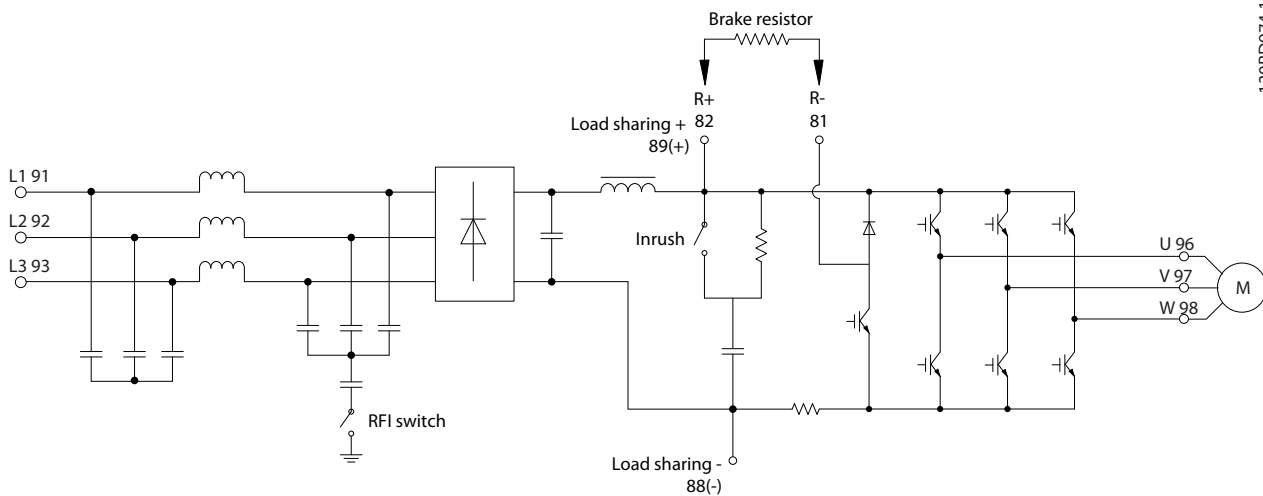 Brake resistor
R+
82
R-
81
Load sharing +
89(+)
L1 91
L2 92
L3 93
Inrush
U 96
V 97
W 98
M
RFI switch
Load sharing -
88(-)